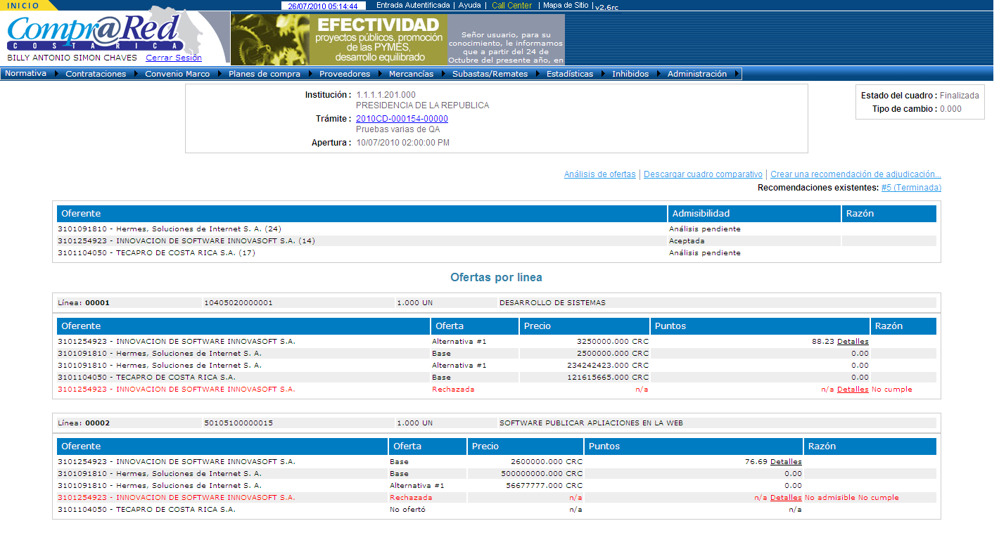 INICIO
26/07/2010 05:14:44
Entrada Autentificada | Ayuda | Call Center | Mapa de Sitio | v2.6rc
Compr@Red
COSTARICA
EFECTIVIDAD
proyectos públicos, promoción
de las PYMES,
desarrollo equilibrado
Señor usuario, para su
conocimiento, le informamos
que a partir del 24 de
Octubre del presente año, en
BILLY ANTONIO SIMON CHAVES Cerrar Sesión
Normativa Contrataciones Convenio Marco Planes de compra Proveedores Mercancías Subastas/Remates Estadísticas Inhibidos Administración
Institución : 1.1.1.1.201.000
PRESIDENCIA DE LA REPUBLICA
Trámite : 2010CD-000154-00000
Pruebas varias de QA
Apertura : 10/07/2010 02:00:00 PM
Estado del cuadro : Finalizada
Tipo de cambio : 0.000
Análisis de ofertas | Descargar cuadro comparativo | Crear una recomendación de adjudicación...
Recomendaciones existentes: #5 (Terminada)
Oferente Admisibilidad Razón
3101091810 - Hermes, Soluciones de Internet S. A. (24) Análisis pendiente
3101254923 - INNOVACION DE SOFTWARE INNOVASOFT S.A. (14) Aceptada
3101104050 - TECAPRO DE COSTA RICA S.A. (17) Análisis pendiente
Ofertas por línea
Línea: 00001 10405020000001 1.000 UN DESARROLLO DE SISTEMAS
Oferente Oferta Precio Puntos Razón
3101254923 - INNOVACION DE SOFTWARE INNOVASOFT S.A. Alternativa #1 3250000.000 CRC 88.23 Detalles
3101091810 - Hermes, Soluciones de Internet S. A. Base 2500000.000 CRC 0.00
3101091810 - Hermes, Soluciones de Internet S. A. Alternativa #1 234242423.000 CRC 0.00
3101104050 - TECAPRO DE COSTA RICA S.A. Base 121615665.000 CRC 0.00
3101254923 - INNOVACION DE SOFTWARE INNOVASOFT S.A. Rechazada n/a n/a Detalles No cumple
Línea: 00002 50105100000015 1.000 UN SOFTWARE PUBLICAR APLIACIONES EN LA WEB
Oferente Oferta Precio Puntos Razón
3101254923 - INNOVACION DE SOFTWARE INNOVASOFT S.A. Base 2600000.000 CRC 76.69 Detalles
3101091810 - Hermes, Soluciones de Internet S. A. Base 500000000.000 CRC 0.00
3101091810 - Hermes, Soluciones de Internet S. A. Alternativa #1 56677777.000 CRC 0.00
3101254923 - INNOVACION DE SOFTWARE INNOVASOFT S.A. Rechazada n/a n/a Detalles No admisible No cumple
3101104050 - TECAPRO DE COSTA RICA S.A. No ofertó n/a n/a